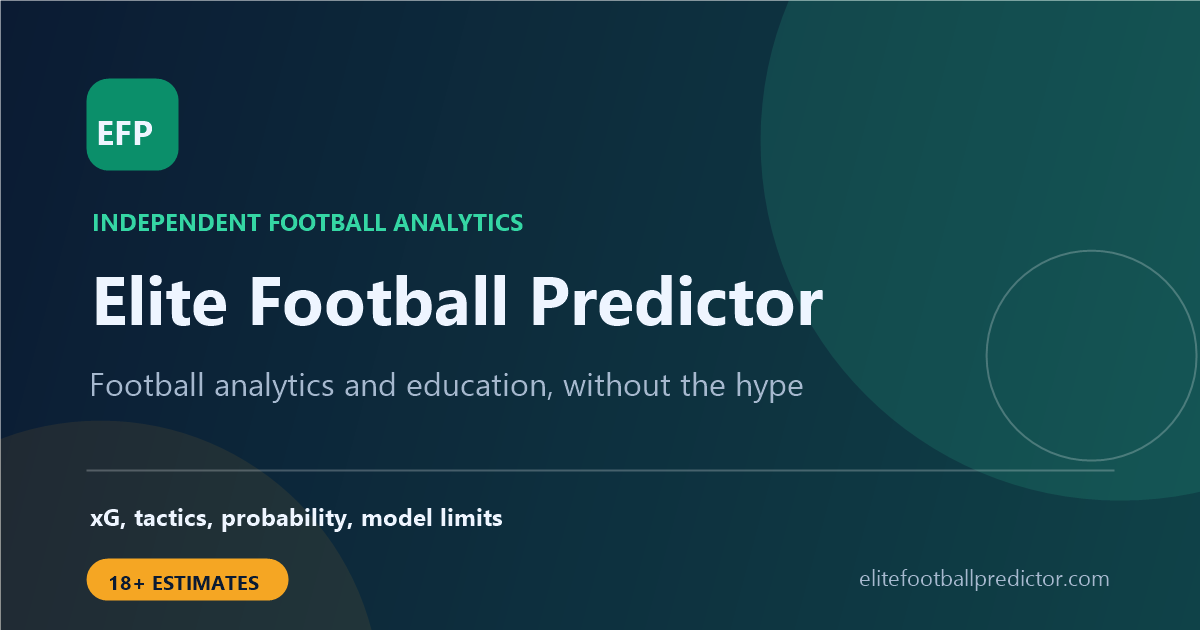 EFP
INDEPENDENT FOOTBALL ANALYTICS
Elite Football Predictor
Football analytics and education, without the hype
xG, tactics, probability, model limits
18+ ESTIMATES
elitefootballpredictor.com